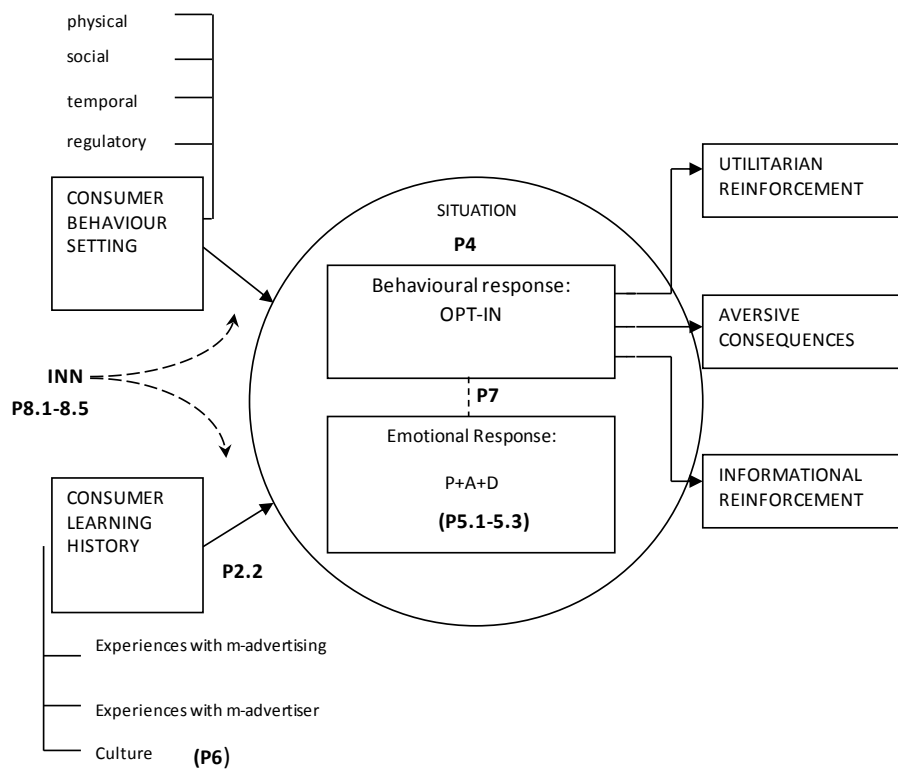 physical
social
temporal
regulatory
CONSUMER
BEHAVIOUR
SETTING
INN
P8.1-8.5
CONSUMER
LEARNING
HISTORY
P2.2
Experiences with m-advertising
Experiences with m-advertiser
Culture (P6)
SITUATION
P4
Behavioural response:
OPT-IN
P7
Emotional Response:
P+A+D
(P5.1-5.3)
UTILITARIAN
REINFORCEMENT
AVERSIVE
CONSEQUENCES
INFORMATIONAL
REINFORCEMENT